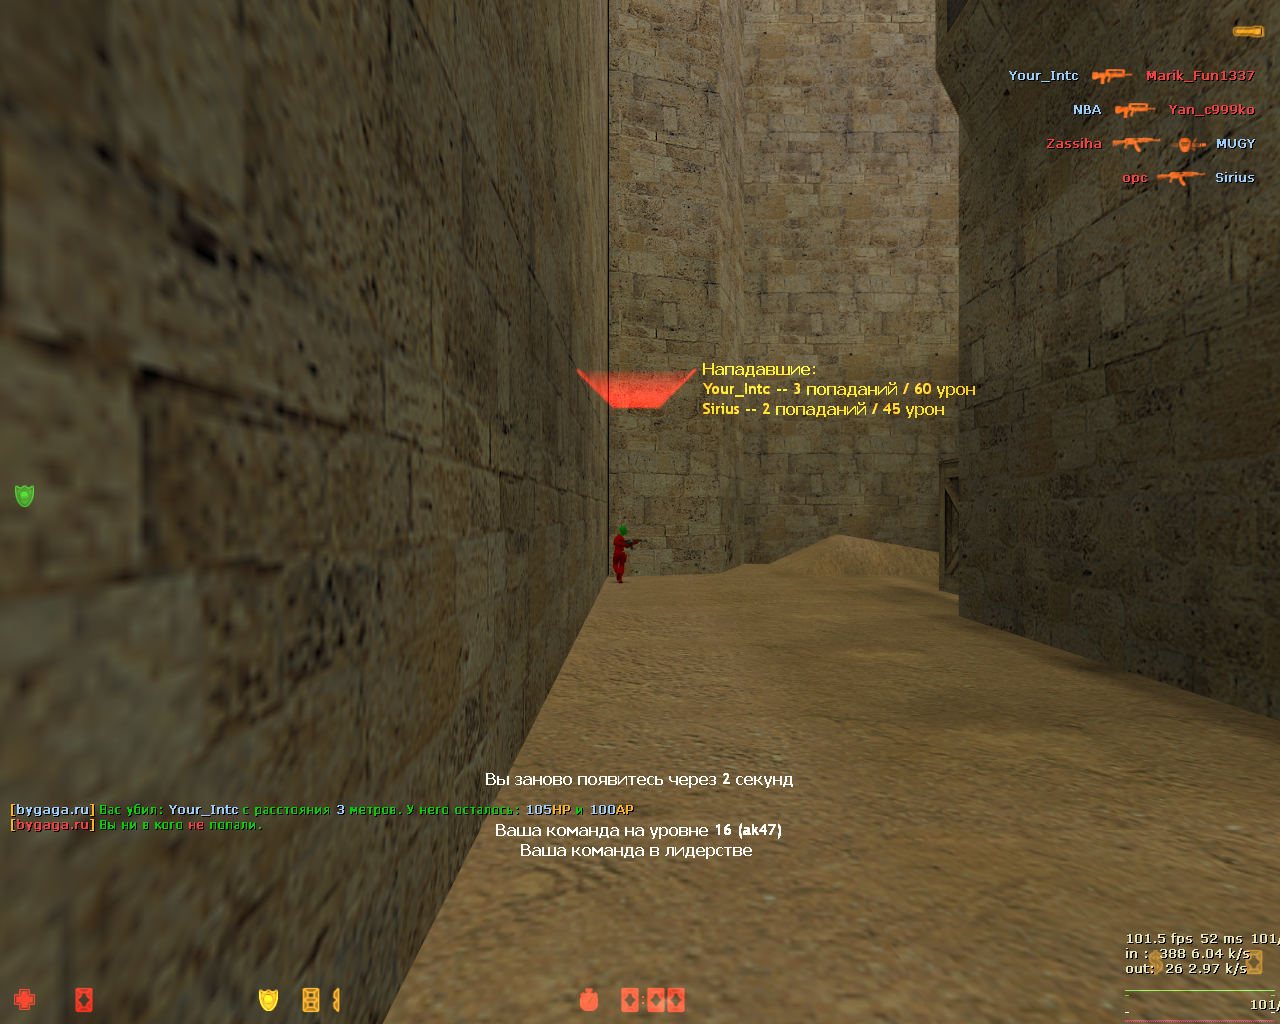 Your_Intc Marik_Fun1337
NBA Yan_c999ko
Zassiha MUGY
opc Sirius
Нападавшие:
Your_Intc -- 3 попаданий / 60 урон
Sirius -- 2 попаданий / 45 урон
Вы заново появитесь через 2 секунд
[bygaga.ru] Вас убил: Your_Intc с расстояния 3 метров. У него осталось: 105HP и 100AP
[bygaga.ru] Вы ни в кого не попали.
Ваша команда на уровне 16 (ak47)
Ваша команда в лидерстве
101.5 fps 52 ms 101/
in : 388 6.04 k/s
out: 26 2.97 k/s
101/